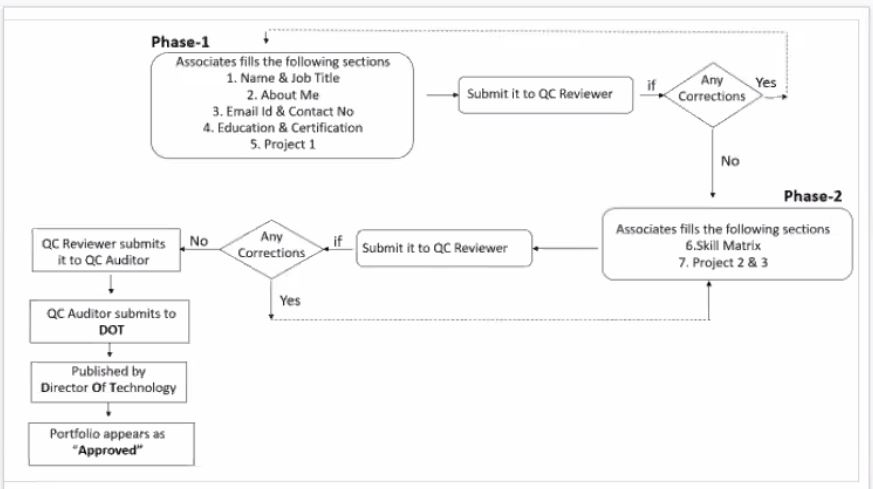 Phase-1
Associates fills the following sections
1. Name & Job Title
2. About Me
3. Email Id & Contact No
4. Education & Certification
5. Project 1
Submit it to QC Reviewer
if
Any
Corrections
Yes
No
Phase-2
Associates fills the following sections
6.Skill Matrix
7. Project 2 & 3
Submit it to QC Reviewer
if
Any
Corrections
Yes
No
QC Reviewer submits
it to QC Auditor
QC Auditor submits to
DOT
Published by
Director Of Technology
Portfolio appears as
"Approved"